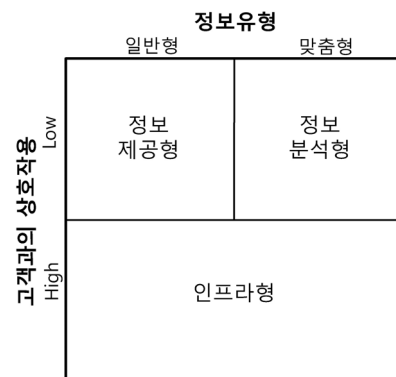 정보유형
일반형 맞춤형
고객과의 상호작용
Low
정보
제공형
정보
분석형
High
인프라형